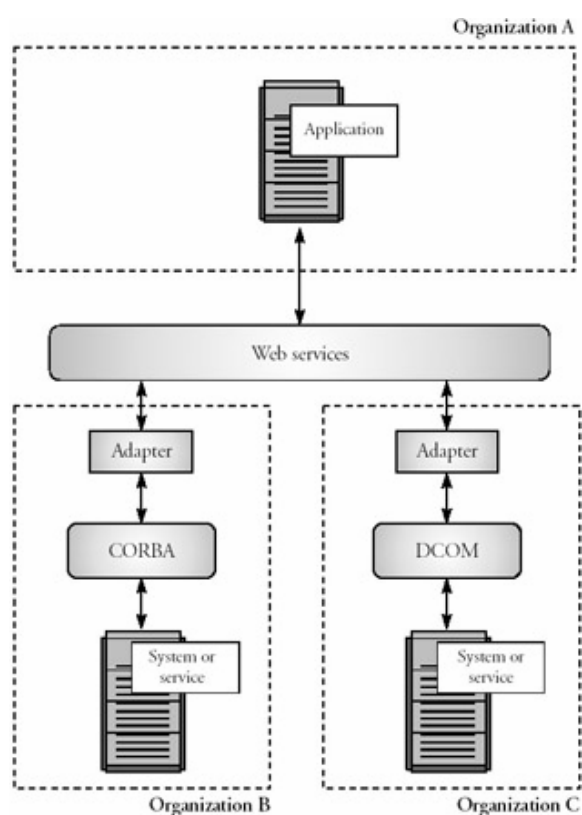 Organization A
Application
Web services
Adapter
Adapter
CORBA
DCOM
System or
service
System or
service
Organization B
Organization C